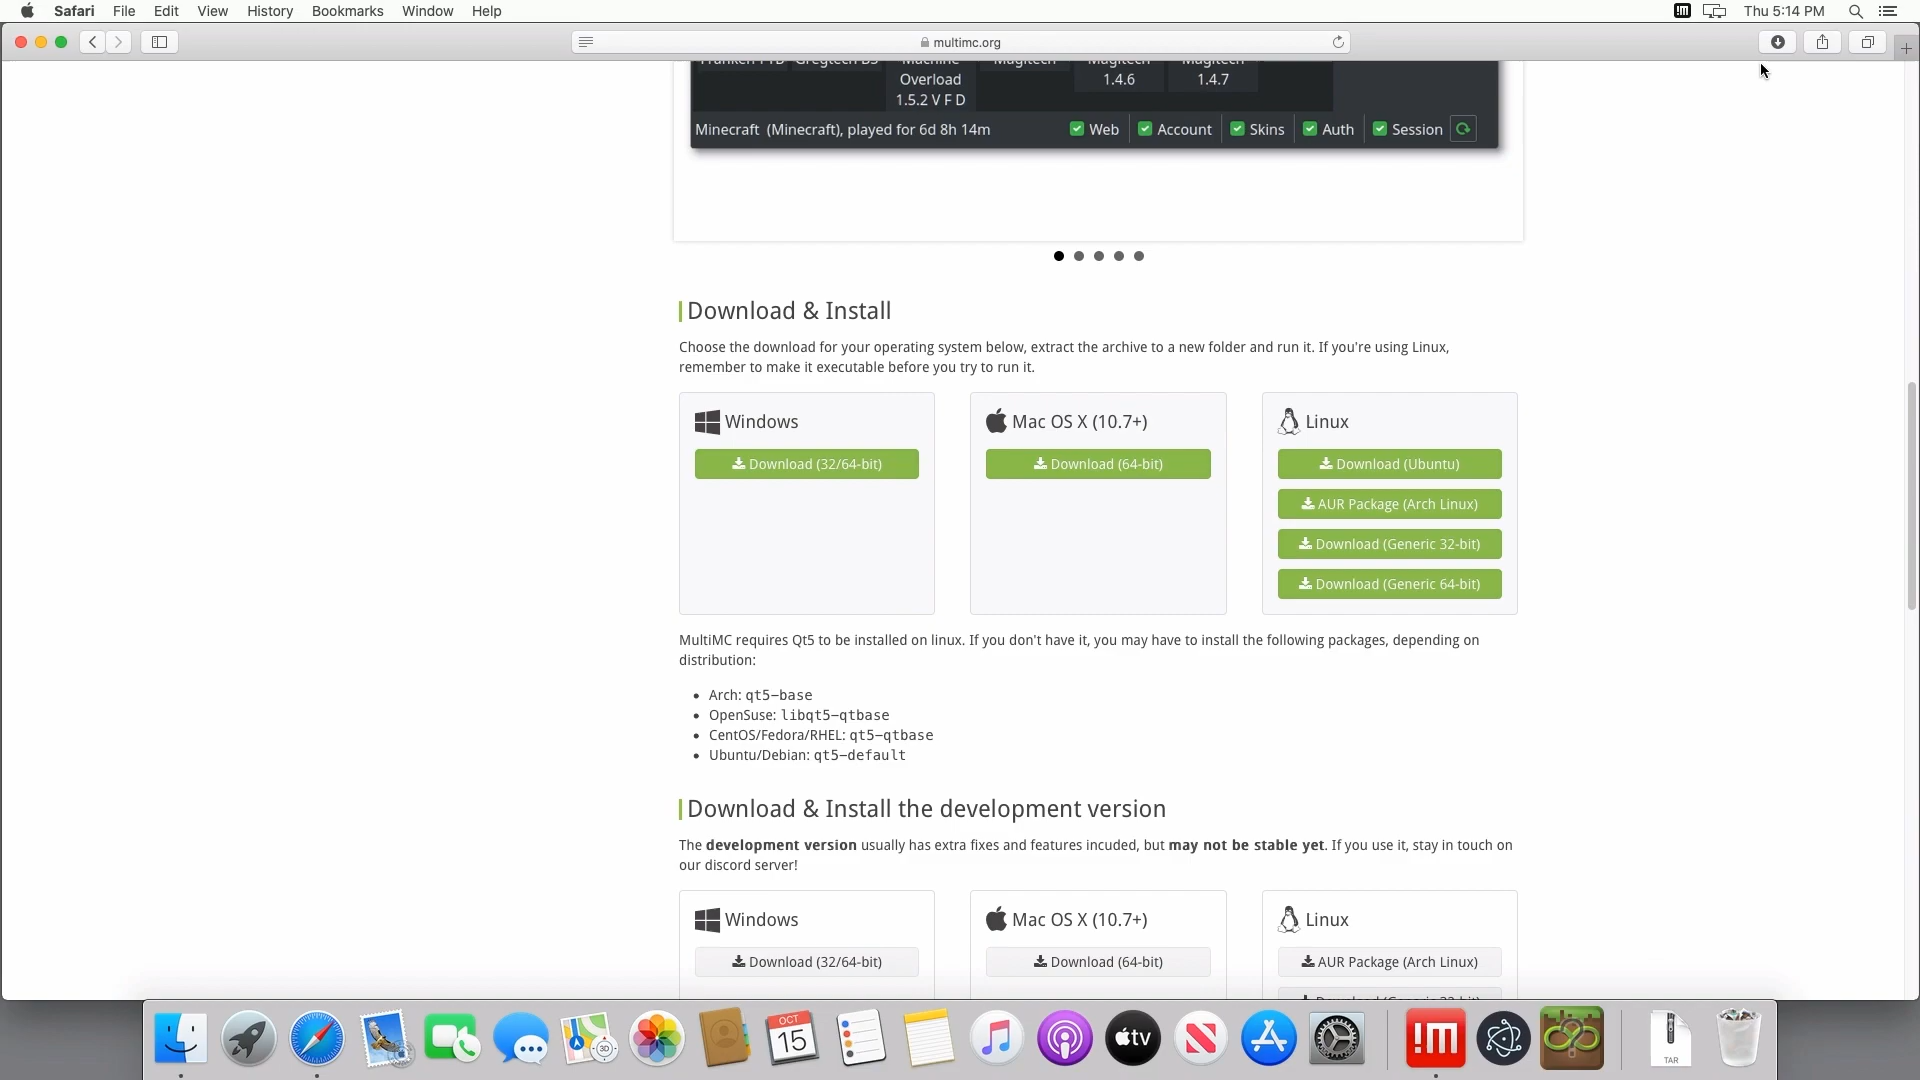 Safari File Edit View History Bookmarks Window Help
Thu 5:14 PM
multimc.org
Machine
Magitech
Magitech
Overload
1.4.6
1.4.7
1.5.2 V F D
Minecraft (Minecraft), played for 6d 8h 14m
Web
Account
Skins
Auth
Session
Download & Install
Choose the download for your operating system below, extract the archive to a new folder and run it. If you're using Linux,
remember to make it executable before you try to run it.
Windows
Download (32/64-bit)
Mac OS X (10.7+)
Download (64-bit)
Linux
Download (Ubuntu)
AUR Package (Arch Linux)
Download (Generic 32-bit)
Download (Generic 64-bit)
MultiMC requires Qt5 to be installed on linux. If you don't have it, you may have to install the following packages, depending on
distribution:
• Arch: qt5-base
• OpenSuse: libqt5-qtbase
• CentOS/Fedora/RHEL: qt5-qtbase
• Ubuntu/Debian: qt5-default
Download & Install the development version
The development version usually has extra fixes and features incuded, but may not be stable yet. If you use it, stay in touch on
our discord server!
Windows
Download (32/64-bit)
Mac OS X (10.7+)
Download (64-bit)
Linux
AUR Package (Arch Linux)
3D
OCT
15
tv
!M
TAR